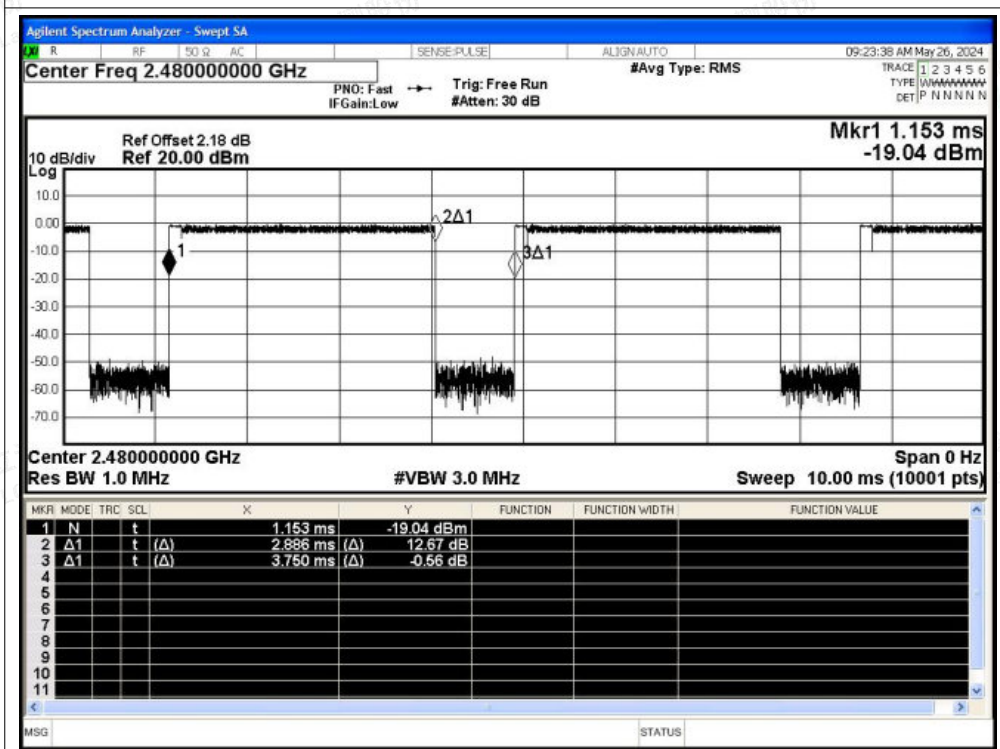 Agilent Spectrum Analyzer - Swept SA
R RF 50 Ω AC SENSE:PULSE ALIGN AUTO 09:23:38 AM May 26, 2024
Center Freq 2.480000000 GHz #Avg Type: RMS TRACE 1 2 3 4 5 6
PNO: Fast Trig: Free Run TYPE
IFGain:Low #Atten: 30 dB DET P N N N N N
Mkr1 1.153 ms
Ref Offset 2.18 dB
10 dB/div Ref 20.00 dBm -19.04 dBm
Log
10.0
0.00
2Δ1
-10.0
1
3Δ1
-20.0
-30.0
-40.0
-50.0
-60.0
-70.0
Center 2.480000000 GHz Span 0 Hz
Res BW 1.0 MHz #VBW 3.0 MHz Sweep 10.00 ms (10001 pts)
MKR MODE TRC SCL X Y FUNCTION FUNCTION WIDTH FUNCTION VALUE
1 N t 1.153 ms -19.04 dBm
2 Δ1 t (Δ) 2.886 ms (Δ) 12.67 dB
3 Δ1 t (Δ) 3.750 ms (Δ) -0.56 dB
4
5
6
7
8
9
10
11
MSG STATUS